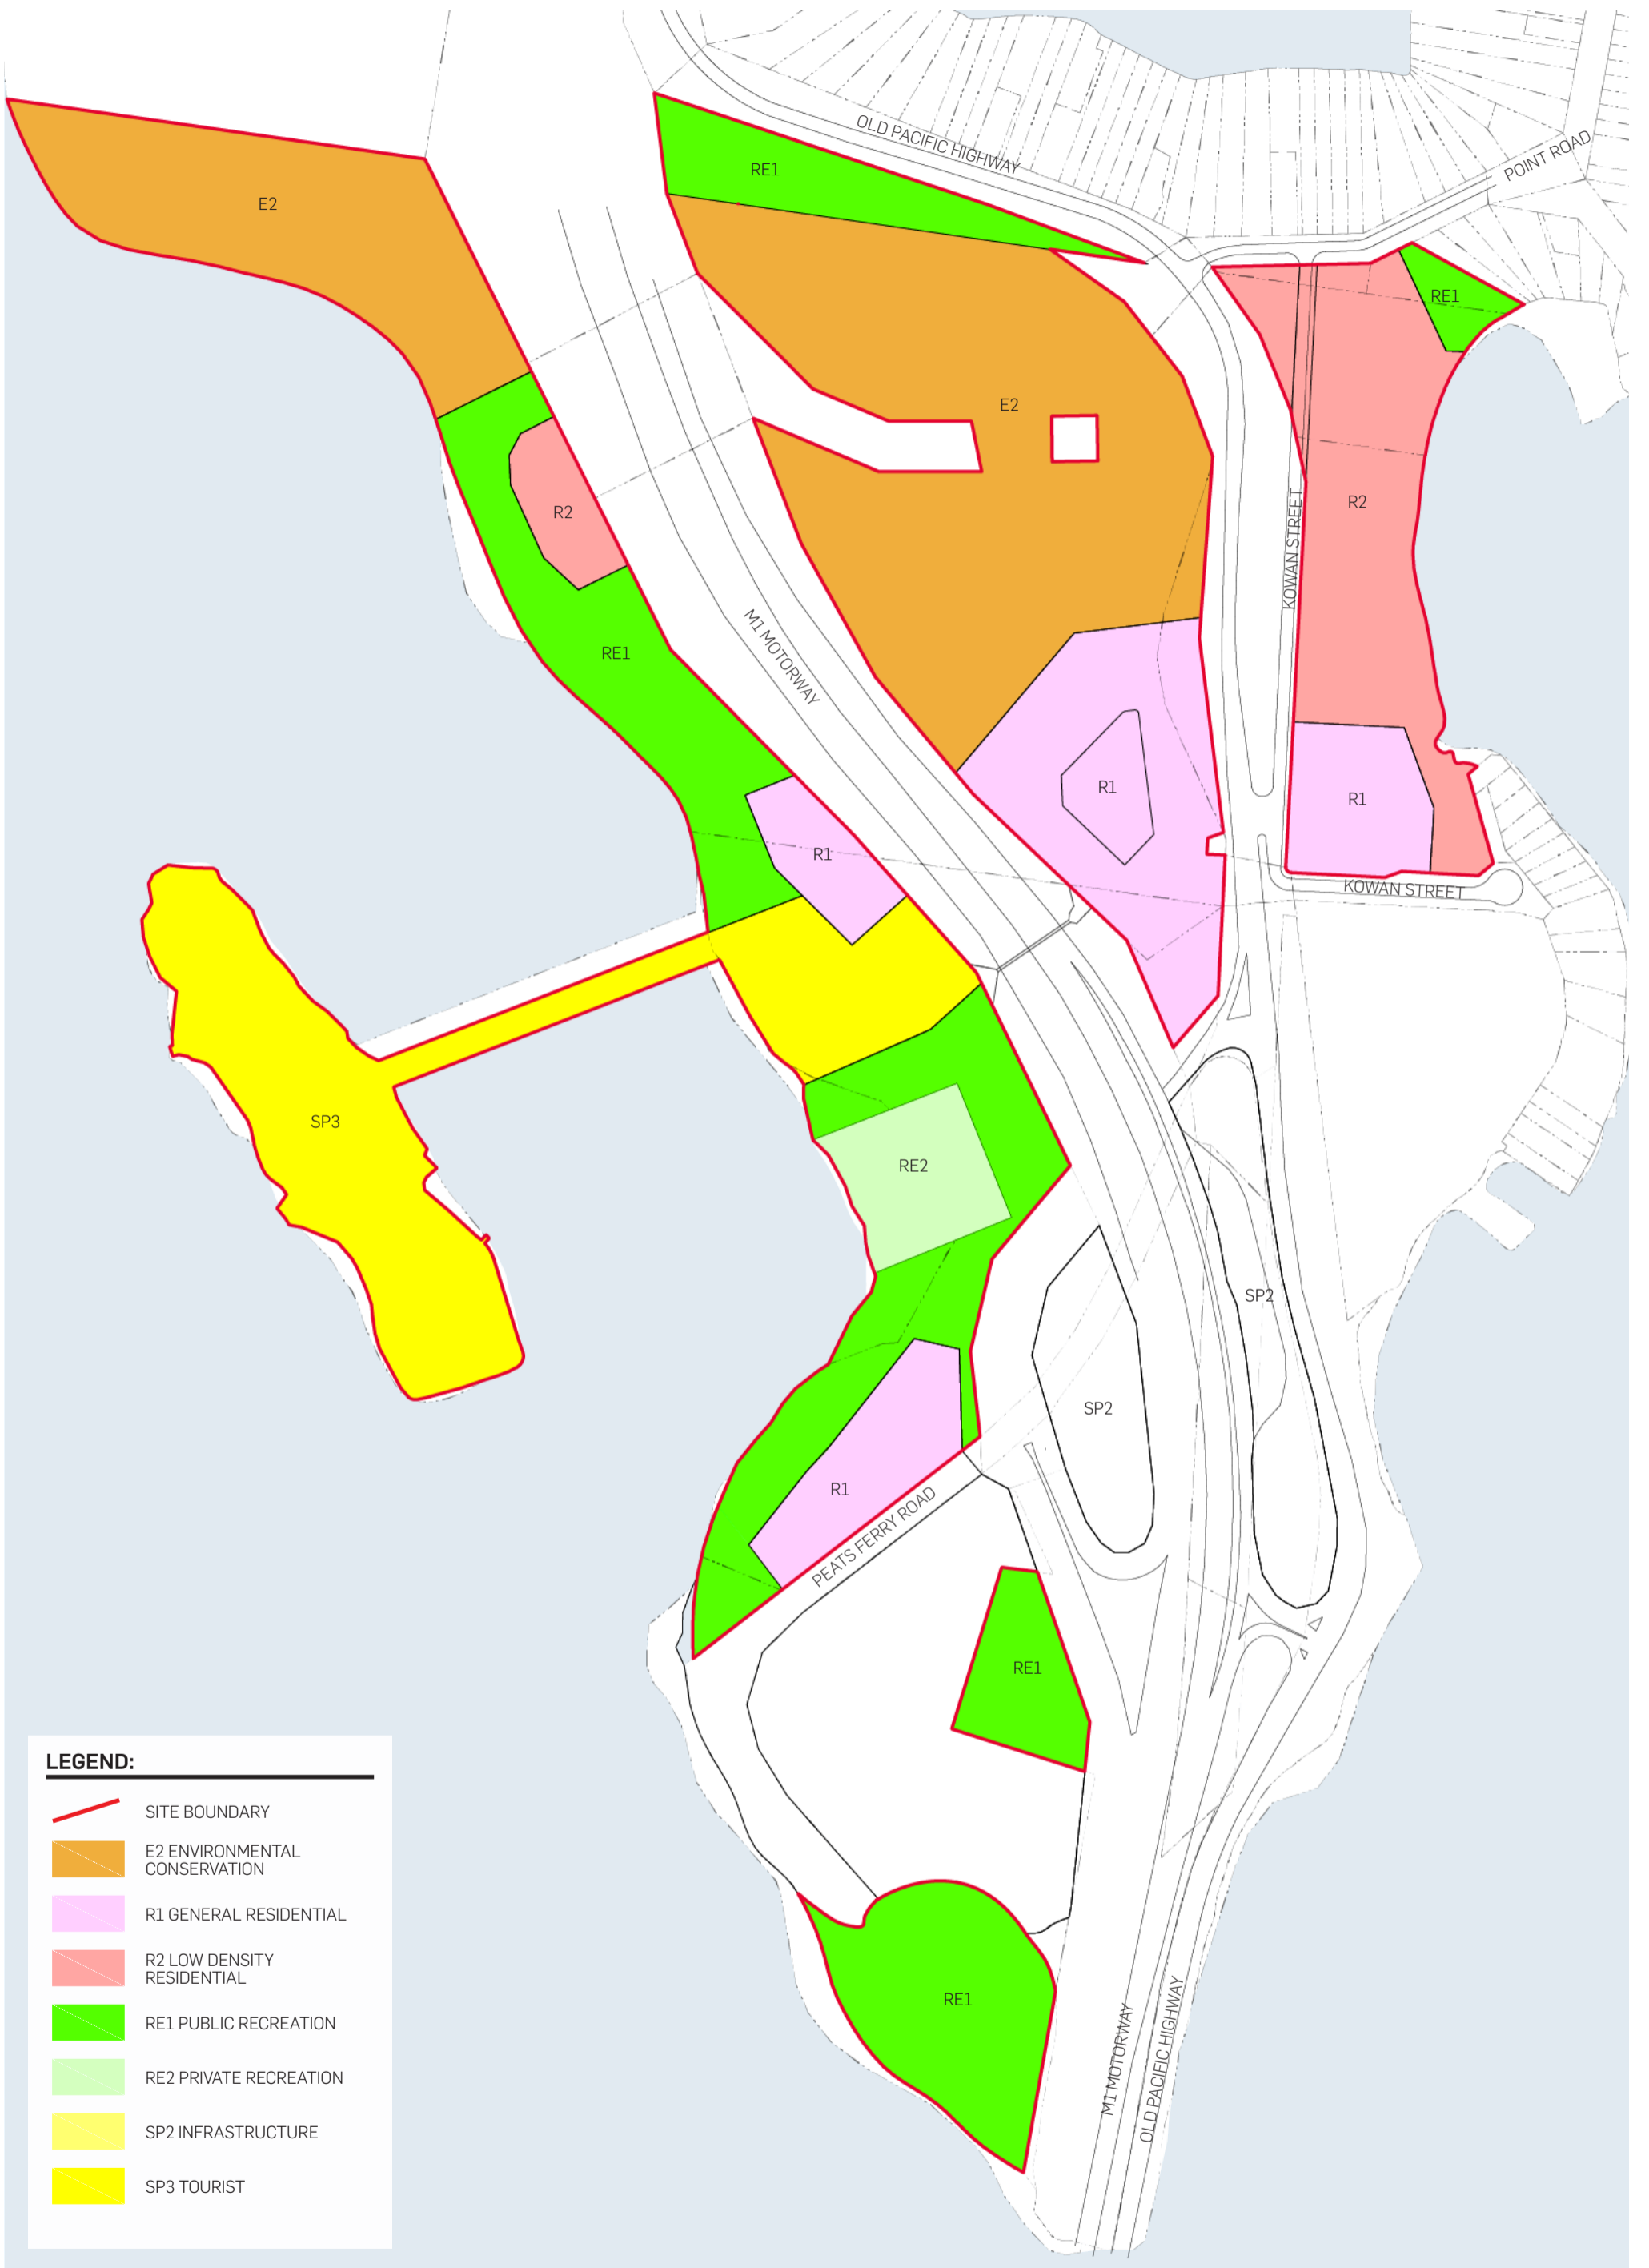 OLD PACIFIC HIGHWAY
POINT ROAD
RE1
E2
RE1
E2
R2
R2
KOWAN STREET
RE1
M1 MOTORWAY
R1
R1
R1
KOWAN STREET
SP3
RE2
SP2
SP2
R1
PEATS FERRY ROAD
RE1
RE1
M1 MOTORWAY
OLD PACIFIC HIGHWAY
LEGEND:
SITE BOUNDARY
E2 ENVIRONMENTAL
CONSERVATION
R1 GENERAL RESIDENTIAL
R2 LOW DENSITY
RESIDENTIAL
RE1 PUBLIC RECREATION
RE2 PRIVATE RECREATION
SP2 INFRASTRUCTURE
SP3 TOURIST